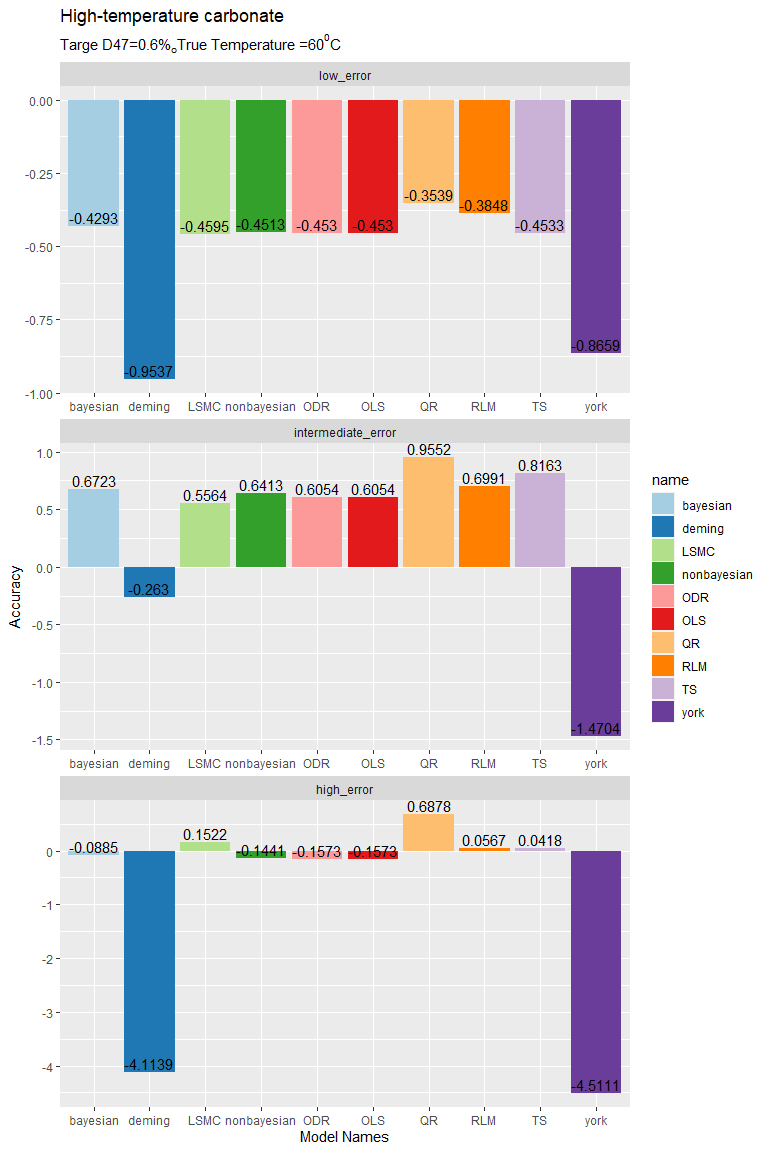 High-temperature carbonate
Targe D47=0.6%oTrue Temperature =60⁰C
low_error
0.00
-0.25
-0.50
-0.75
-1.00
-0.4293
-0.9537
-0.4595
-0.4513
-0.453
-0.453
-0.3539
-0.3848
-0.4533
-0.8659
bayesian deming LSMC nonbayesian ODR OLS QR RLM TS york
intermediate_error
1.0
0.5
0.0
-0.5
-1.0
-1.5
0.6723
-0.263
0.5564
0.6413
0.6054
0.6054
0.9552
0.6991
0.8163
-1.4704
bayesian deming LSMC nonbayesian ODR OLS QR RLM TS york
high_error
0
-1
-2
-3
-4
-0.0885
-4.1139
0.1522
-0.1441
-0.1573
-0.1573
0.6878
0.0567
0.0418
-4.5111
bayesian deming LSMC nonbayesian ODR OLS QR RLM TS york
Model Names
Accuracy
name
bayesian
deming
LSMC
nonbayesian
ODR
OLS
QR
RLM
TS
york